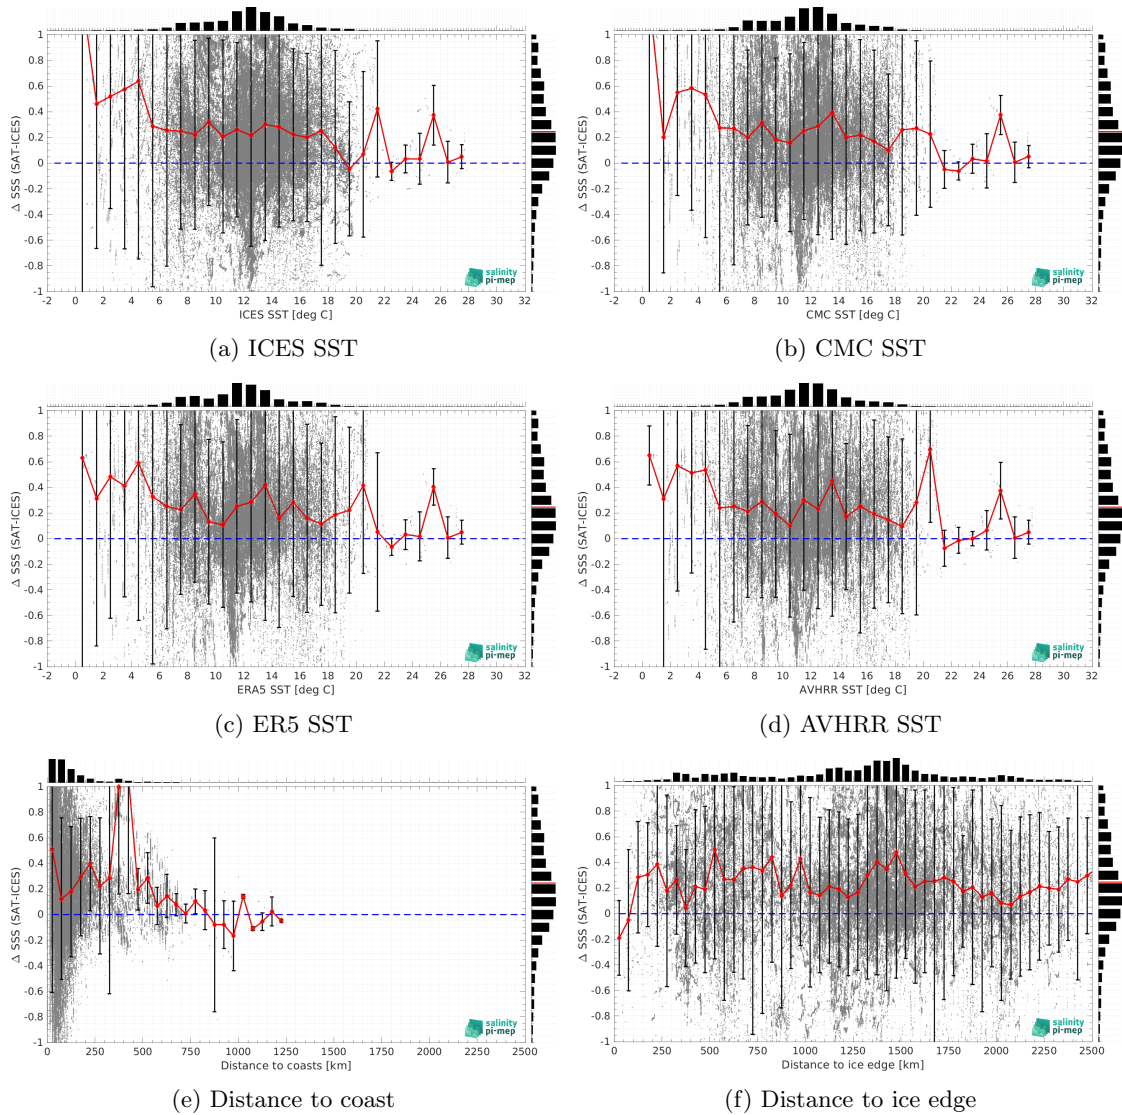 1
0.8
0.6
0.4
0.2
0
-0.2
-0.4
-0.6
-0.8
-1
Δ SSS (SAT-ICES)
salinity
pi-mep
-2 0 2 4 6 8 10 12 14 16 18 20 22 24 26 28 30 32
ICES SST [deg C]
(a) ICES SST
1
0.8
0.6
0.4
0.2
0
-0.2
-0.4
-0.6
-0.8
-1
Δ SSS (SAT-ICES)
salinity
pi-mep
-2 0 2 4 6 8 10 12 14 16 18 20 22 24 26 28 30 32
CMC SST [deg C]
(b) CMC SST
1
0.8
0.6
0.4
0.2
0
-0.2
-0.4
-0.6
-0.8
-1
Δ SSS (SAT-ICES)
salinity
pi-mep
-2 0 2 4 6 8 10 12 14 16 18 20 22 24 26 28 30 32
ERA5 SST [deg C]
(c) ER5 SST
1
0.8
0.6
0.4
0.2
0
-0.2
-0.4
-0.6
-0.8
-1
Δ SSS (SAT-ICES)
salinity
pi-mep
-2 0 2 4 6 8 10 12 14 16 18 20 22 24 26 28 30 32
AVHRR SST [deg C]
(d) AVHRR SST
1
0.8
0.6
0.4
0.2
0
-0.2
-0.4
-0.6
-0.8
-1
Δ SSS (SAT-ICES)
salinity
pi-mep
0 250 500 750 1000 1250 1500 1750 2000 2250 2500
Distance to coasts [km]
(e) Distance to coast
1
0.8
0.6
0.4
0.2
0
-0.2
-0.4
-0.6
-0.8
-1
Δ SSS (SAT-ICES)
salinity
pi-mep
0 250 500 750 1000 1250 1500 1750 2000 2250 2500
Distance to ice edge [km]
(f) Distance to ice edge